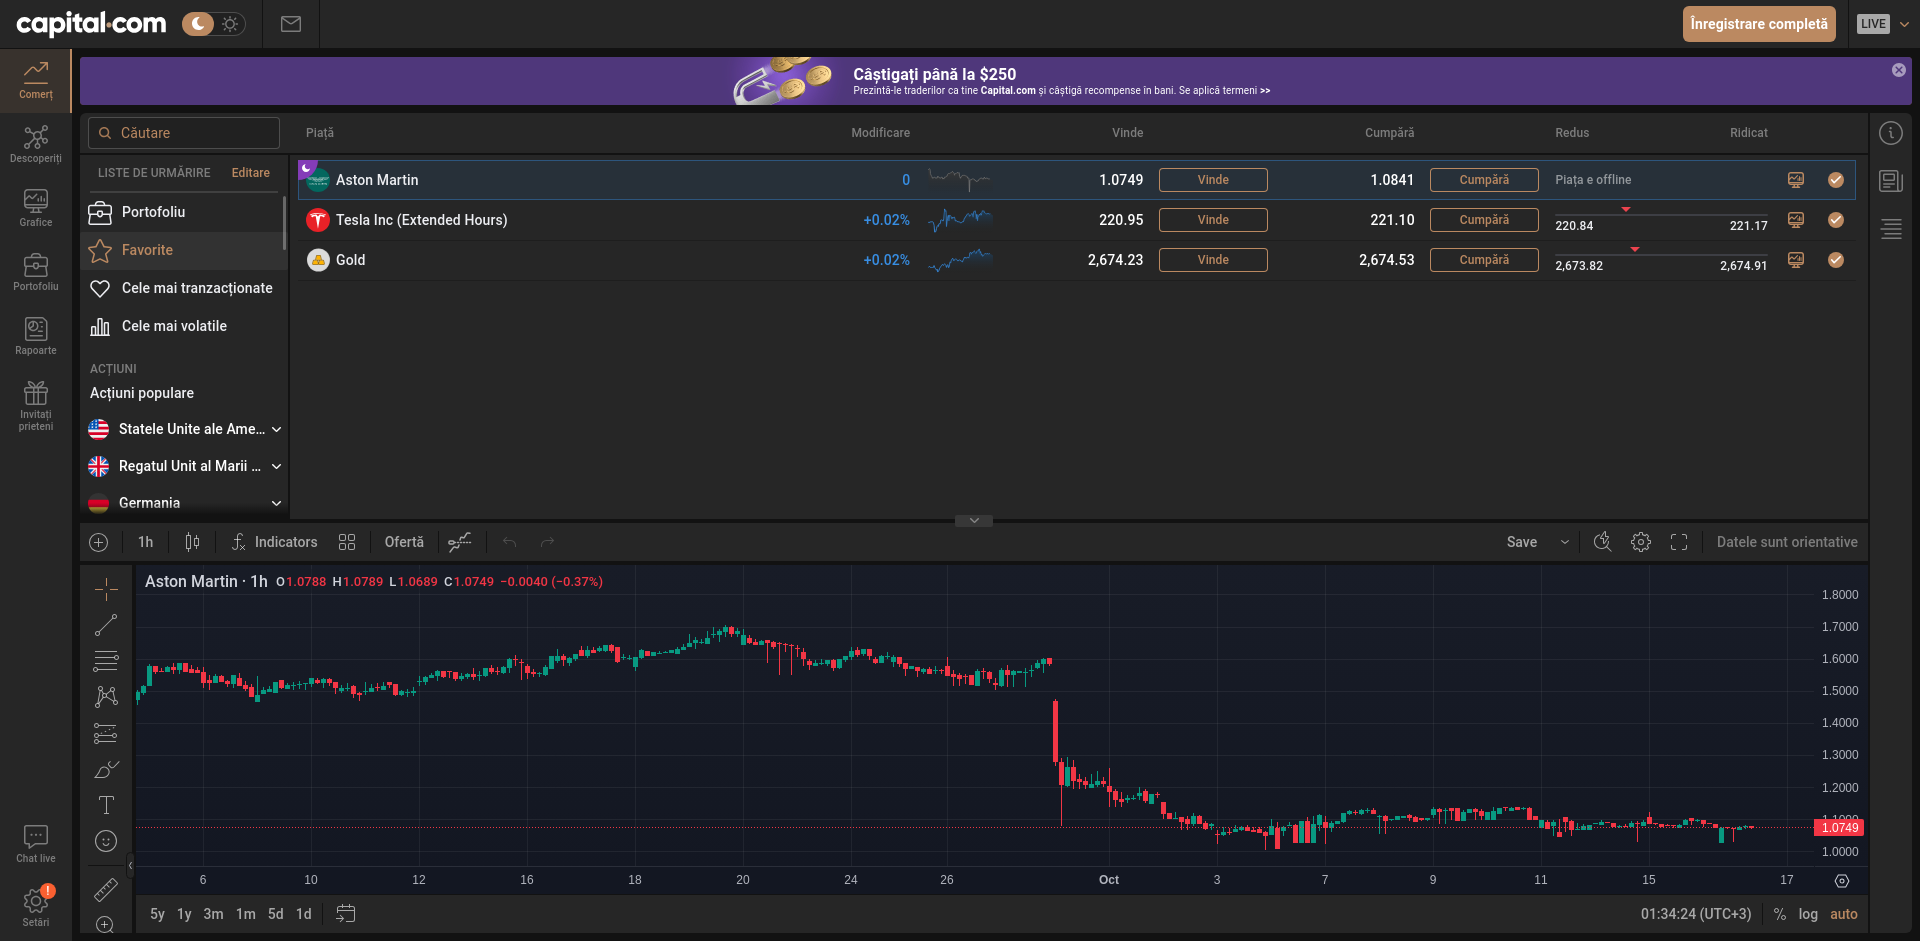 capital.com
Înregistrare completă
LIVE
Câștigați până la $250
Prezintă-le traderilor ca tine Capital.com și câștigă recompense în bani. Se aplică termeni >>
Comerț
Descoperiți
Grafice
Portofoliu
Rapoarte
Invitați
prieteni
Chat live
!
Setări
Căutare
Piață Modificare Vinde Cumpără Redus Ridicat
LISTE DE URMĂRIRE Editare
Portofoliu
Favorite
Cele mai tranzacționate
Cele mai volatile
ACȚIUNI
Acțiuni populare
Statele Unite ale Ame...
Regatul Unit al Marii ...
Germania
Aston Martin 0 1.0749 Vinde 1.0841 Cumpără Piața e offline
Tesla Inc (Extended Hours) +0.02% 220.95 Vinde 221.10 Cumpără 220.84 221.17
Gold +0.02% 2,674.23 Vinde 2,674.53 Cumpără 2,673.82 2,674.91
1h Indicators Ofertă Save Datele sunt orientative
Aston Martin · 1h O1.0788 H1.0789 L1.0689 C1.0749 −0.0040 (−0.37%)
1.8000
1.7000
1.6000
1.5000
1.4000
1.3000
1.2000
1.0749
1.0000
6 10 12 16 18 20 24 26 Oct 3 7 9 11 15 17
5y 1y 3m 1m 5d 1d 01:34:24 (UTC+3) % log auto